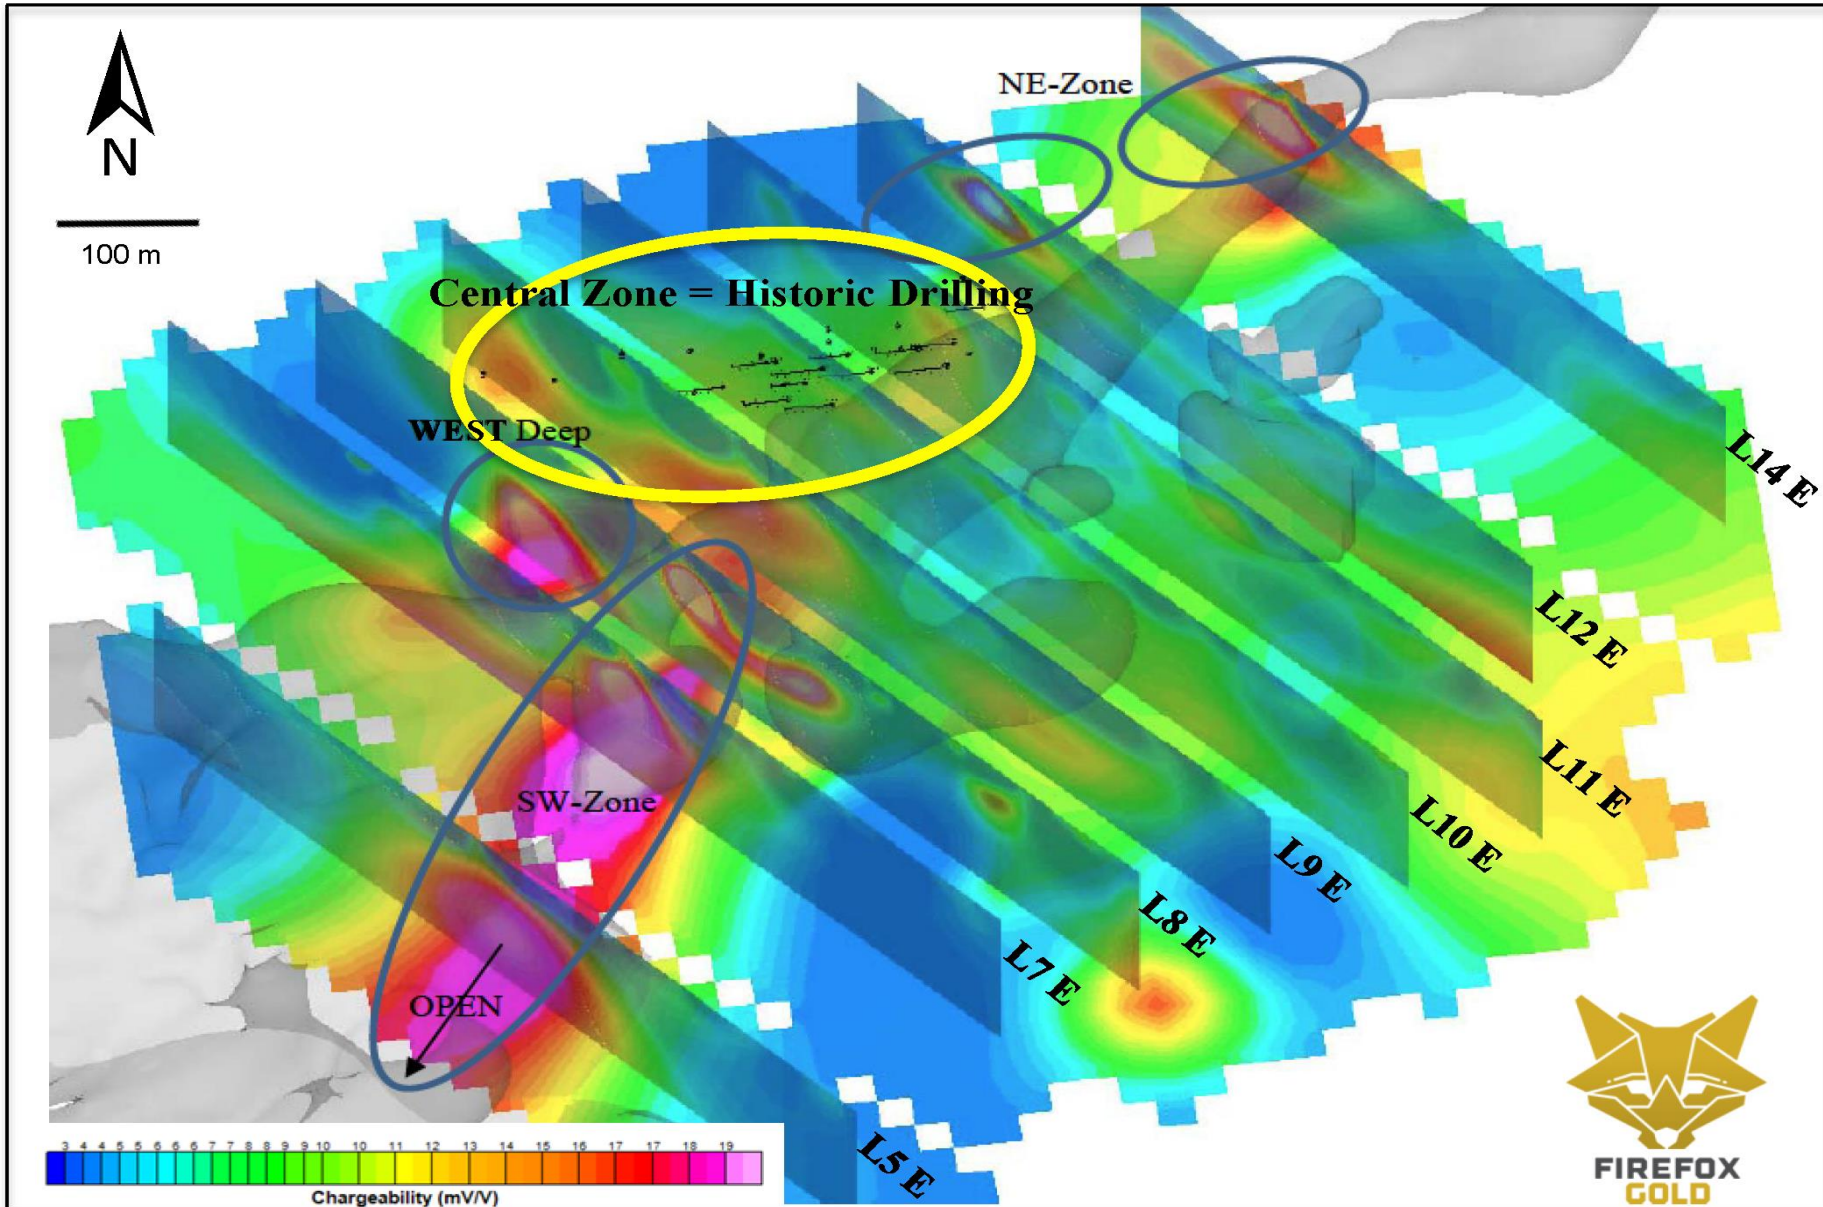 N
100 m
NE-Zone
Central Zone = Historic Drilling
WEST Deep
SW-Zone
OPEN
L14 E
L12 E
L11 E
L10 E
L9 E
L8 E
L7 E
L5 E
3 4 4 5 5 6 6 6 7 7 8 8 9 9 10 10 11 12 13 14 15 16 17 17 18 19
Chargeability (mV/V)
FIREFOX
GOLD